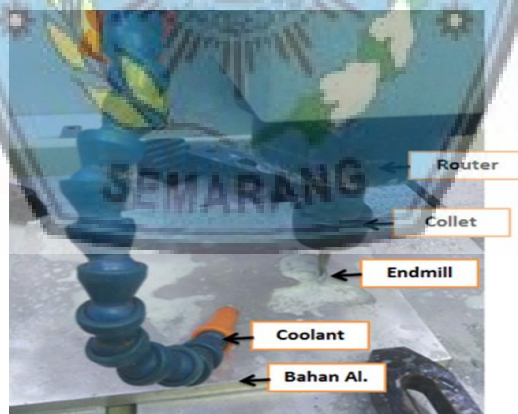 Router
SEMARANG
Collet
Endmill
Coolant
Bahan Al.